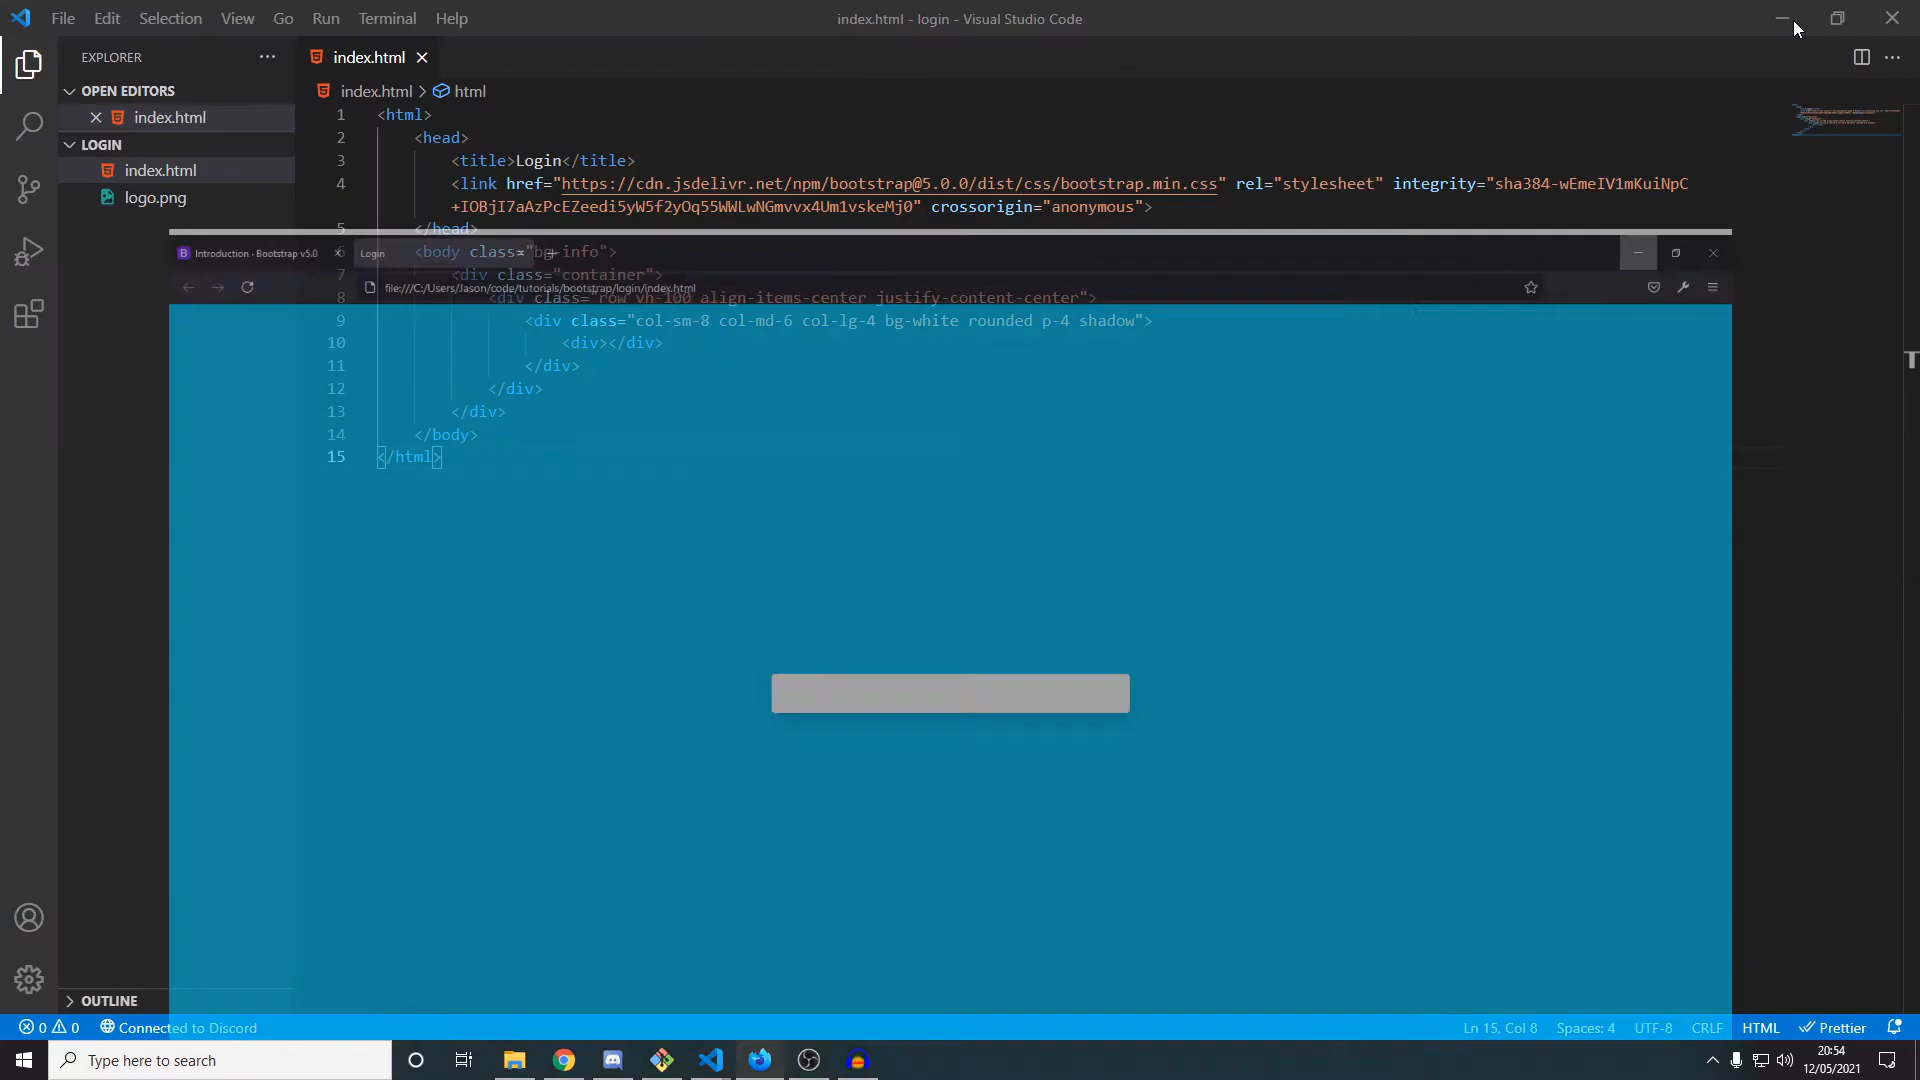 File Edit Selection View Go Run Terminal Help
index.html - login - Visual Studio Code
EXPLORER
index.html
OPEN EDITORS
index.html
LOGIN
index.html
logo.png
index.html > html
1 <html>
2 <head>
3 <title>Login</title>
4 <link href="https://cdn.jsdelivr.net/npm/bootstrap@5.0.0/dist/css/bootstrap.min.css" rel="stylesheet" integrity="sha384-wEmeIV1mKuiNpC
+IOBjI7aAzPcEZeedi5yW5f2yOq55WWLwNGmvvx4Um1vskeMj0" crossorigin="anonymous">
5 </head>
6 <body class="bg-info">
Introduction · Bootstrap v5.0
Login
7 <div class="container">
file:///C:/Users/Jason/code/tutorials/bootstrap/login/index.html
8 <div class="row vh-100 align-items-center justify-content-center">
9 <div class="col-sm-8 col-md-6 col-lg-4 bg-white rounded p-4 shadow">
10 <div></div>
11 </div>
12 </div>
13 </div>
14 </body>
15 </html>
OUTLINE
0 0 Connected to Discord
Ln 15, Col 8 Spaces: 4 UTF-8 CRLF HTML Prettier
Type here to search
20:54
12/05/2021